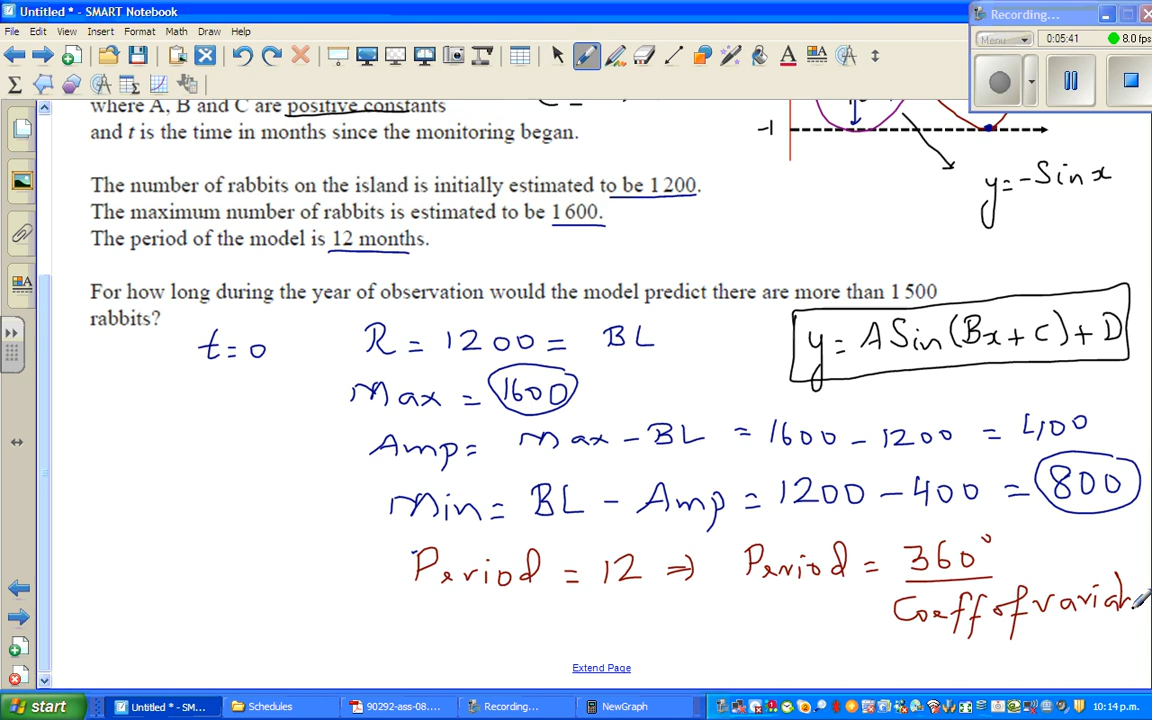 Untitled * - SMART Notebook
Recording...
File Edit View Insert Format Math Draw Help
Menu
0:05:41
8.0 fps
where A, B and C are positive constants
and t is the time in months since the monitoring began.
-1
y = -Sin x
The number of rabbits on the island is initially estimated to be 1 200.
The maximum number of rabbits is estimated to be 1 600.
The period of the model is 12 months.
For how long during the year of observation would the model predict there are more than 1 500
rabbits?
y = A Sin (Bx + C) + D
t = 0 R = 1200 = BL
Max = 1600
Amp = Max - BL = 1600 - 1200 = 400
Min = BL - Amp = 1200 - 400 = 800
Period = 12 ⇒ Period = 360°
Coeff of variab
Extend Page
start
Untitled * - SM...
Schedules
90292-ass-08....
Recording...
NewGraph
10:14 p.m.